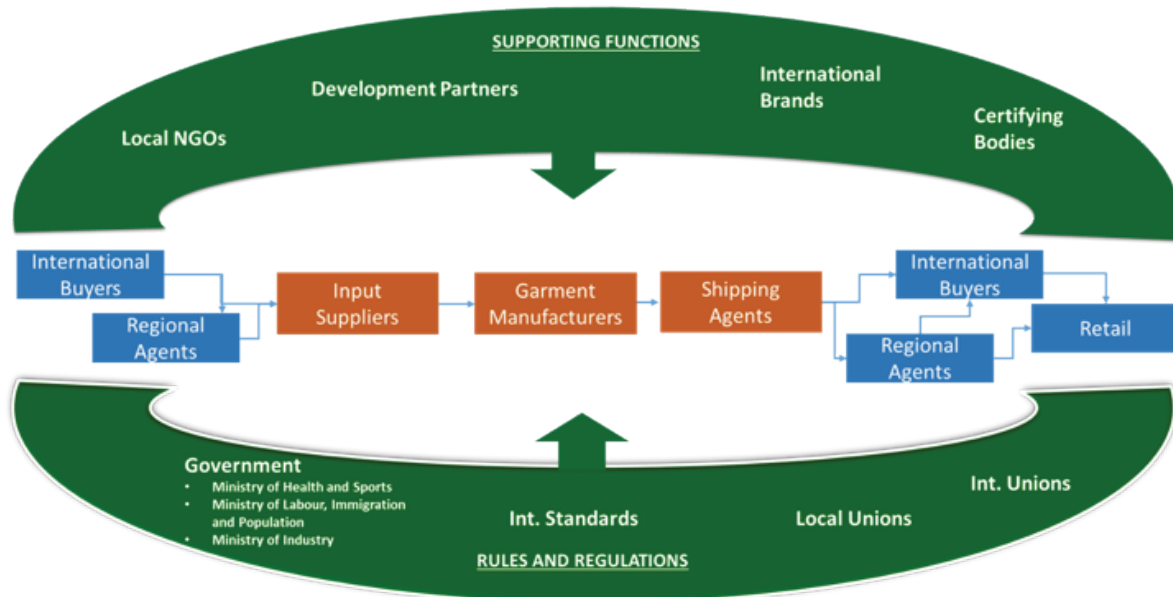 SUPPORTING FUNCTIONS
Development Partners
International
Brands
Local NGOs
Certifying
Bodies
International
Buyers
Regional
Agents
Input
Suppliers
Garment
Manufacturers
Shipping
Agents
International
Buyers
Regional
Agents
Retail
Government
• Ministry of Health and Sports
• Ministry of Labour, Immigration
and Population
• Ministry of Industry
Int. Standards
Local Unions
Int. Unions
RULES AND REGULATIONS